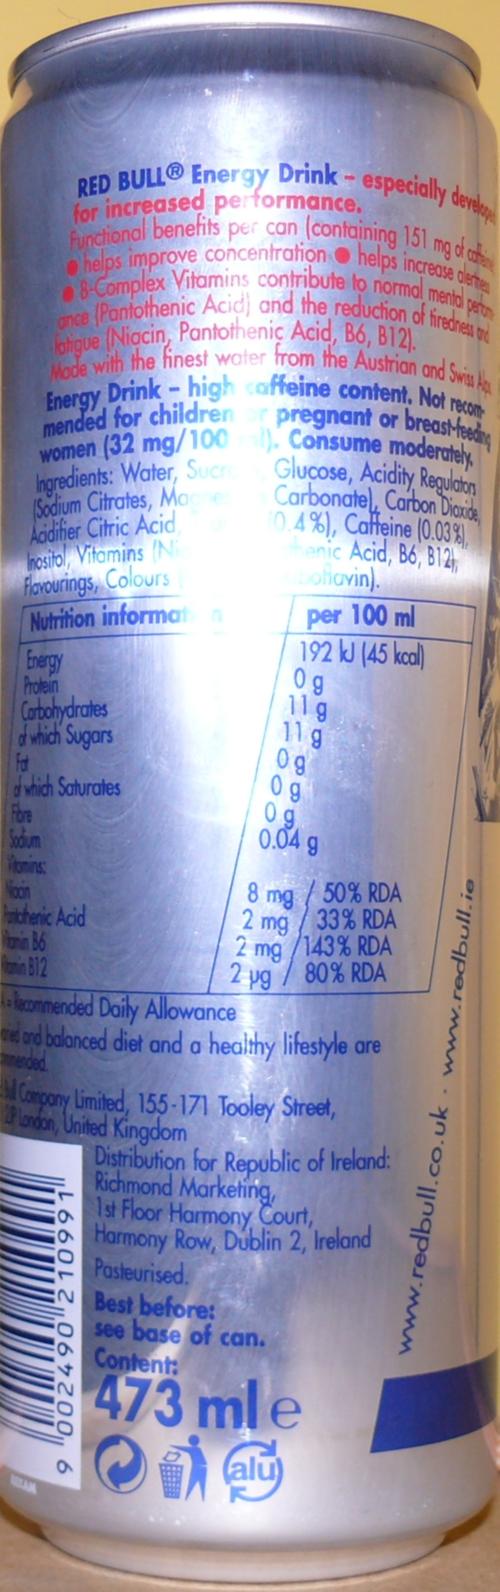 RED BULL® Energy Drink – especially
for increased performance.
Functional benefits per can (containing 151 mg of
● helps improve concentration ● helps increase alertness
● B-Complex Vitamins contribute to normal mental
ance (Pantothenic Acid) and the reduction of tiredness and
fatigue (Niacin, Pantothenic Acid, B6, B12).
Made with the finest water from the Austrian and Swiss
Energy Drink – high caffeine content. Not recom-
mended for children or pregnant or breast-feeding
women (32 mg/100 ml). Consume moderately.
Ingredients: Water, Glucose, Acidity Regulators
(Sodium Citrates, Carbonate), Carbon Dioxide,
Acidifier Citric Acid, (0.4%), Caffeine (0.03%),
Inositol, Vitamins Acid, B6, B12),
Flavourings, Colours
Nutrition per 100 ml
Energy 192 kJ (45 kcal)
Protein 0 g
Carbohydrates 11 g
of which Sugars 11 g
Fat 0 g
of which Saturates 0 g
Fibre 0 g
Sodium 0.04 g
Vitamins:
Niacin 8 mg / 50% RDA
Pantothenic Acid 2 mg / 33% RDA
Vitamin B6 2 mg / 143% RDA
Vitamin B12 2 µg / 80% RDA
= Recommended Daily Allowance
and balanced diet and a healthy lifestyle are
Bull Company Limited, 155-171 Tooley Street,
London, United Kingdom
Distribution for Republic of Ireland:
Richmond Marketing,
1st Floor Harmony Court,
Harmony Row, Dublin 2, Ireland
Pasteurised.
Best before:
see base of can.
Content:
473 ml e
alu
9 002490 210991
www.redbull.co.uk · www.redbull.ie